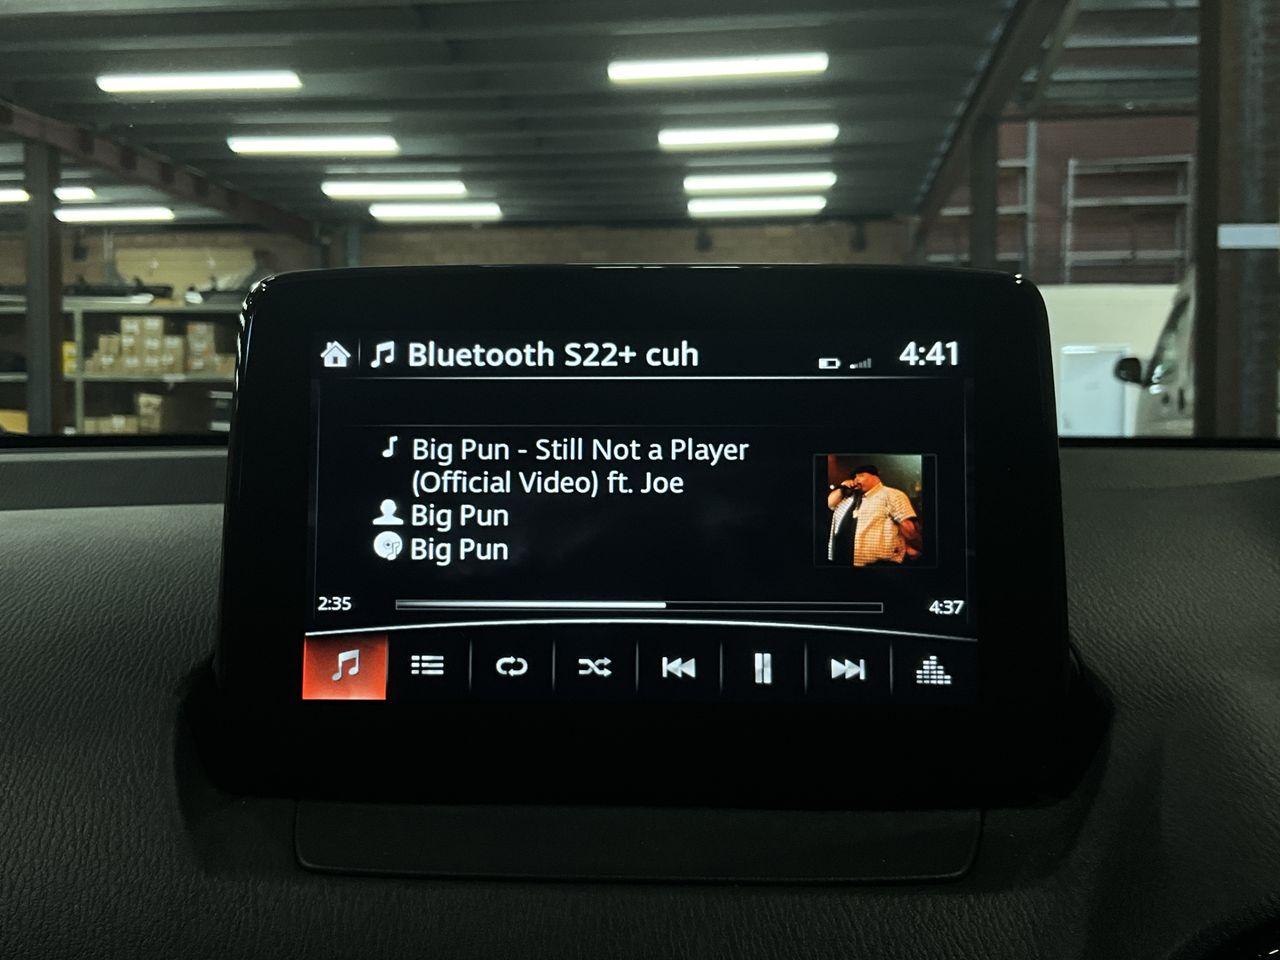 Bluetooth S22+ cuh
4:41
Big Pun - Still Not a Player
(Official Video) ft. Joe
Big Pun
Big Pun
2:35
4:37